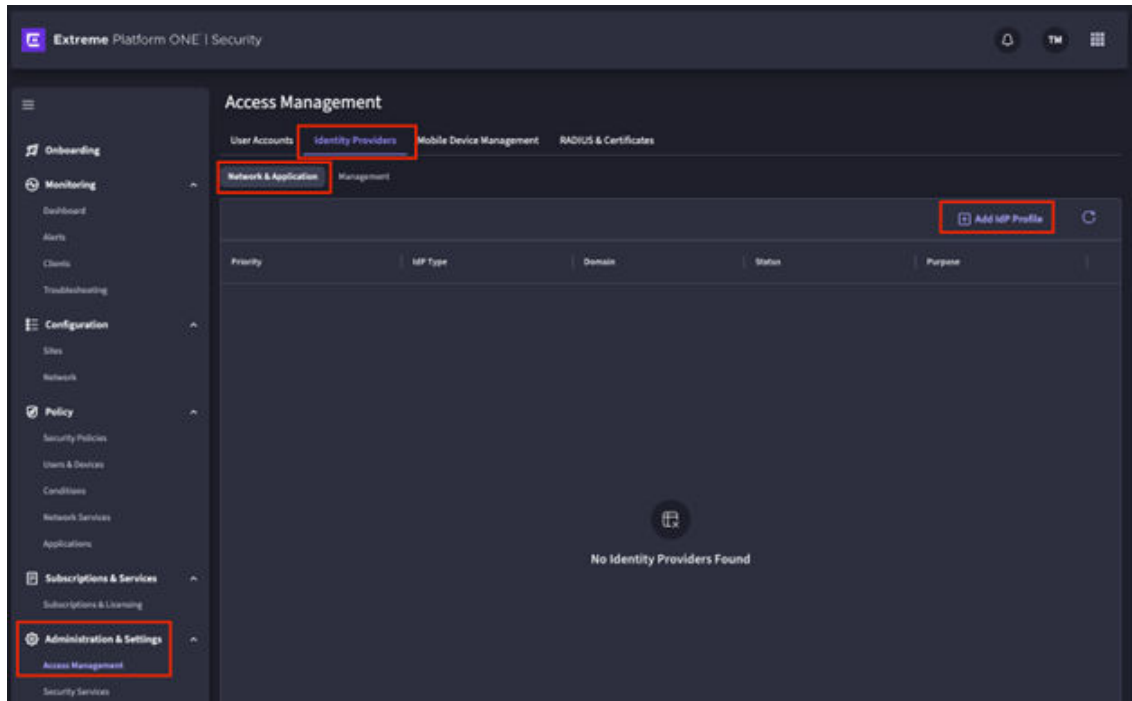 Extreme Platform ONE | Security
TM
Access Management
User Accounts Identity Providers Mobile Device Management RADIUS & Certificates
Network & Application Management
Add IdP Profile
Priority IdP Type Domain Status Purpose
No Identity Providers Found
Onboarding
Monitoring
Dashboard
Alerts
Clients
Troubleshooting
Configuration
Sites
Network
Policy
Security Policies
Users & Devices
Conditions
Network Services
Applications
Subscriptions & Services
Subscriptions & Licensing
Administration & Settings
Access Management
Security Services